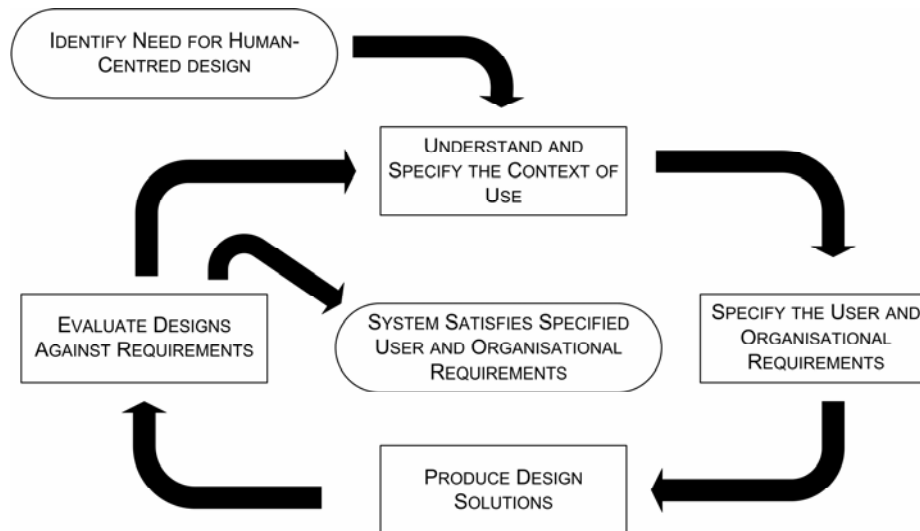 IDENTIFY NEED FOR HUMAN-
CENTRED DESIGN
UNDERSTAND AND
SPECIFY THE CONTEXT OF
USE
EVALUATE DESIGNS
AGAINST REQUIREMENTS
SYSTEM SATISFIES SPECIFIED
USER AND ORGANISATIONAL
REQUIREMENTS
SPECIFY THE USER AND
ORGANISATIONAL
REQUIREMENTS
PRODUCE DESIGN
SOLUTIONS